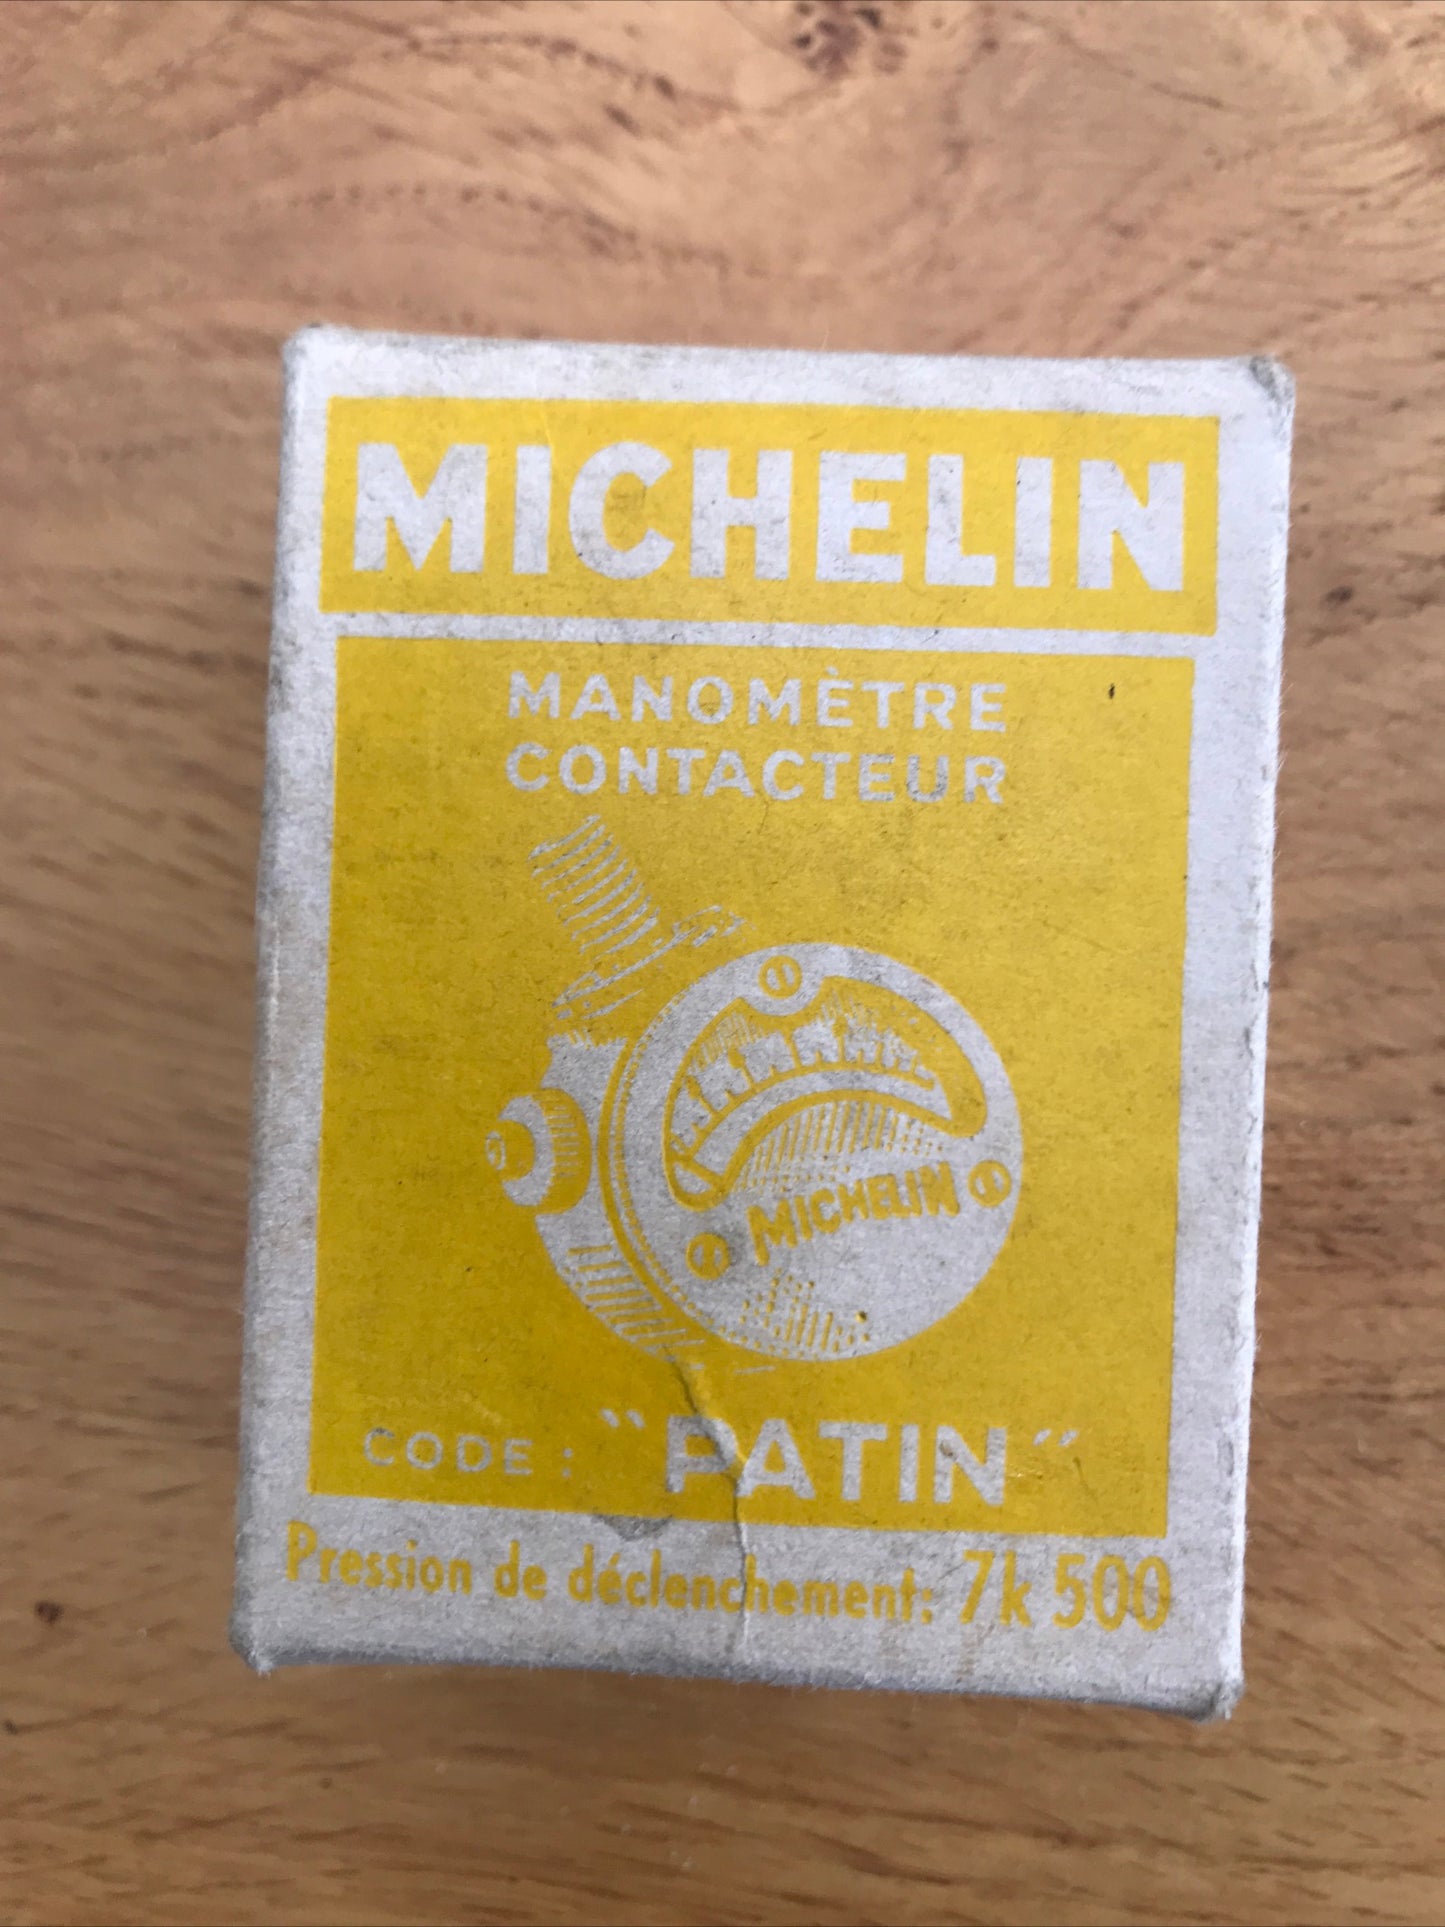 MICHELIN
MANOMÈTRE
CONTACTEUR
MICHELIN
CODE : "PATIN"
Pression de déclenchement: 7k 500